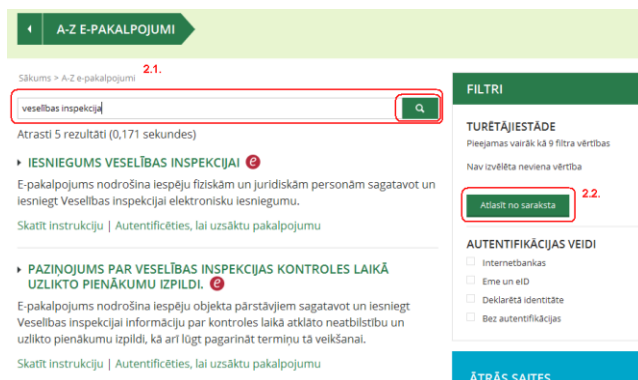 A-Z E-PAKALPOJUMI
Sākums > A-Z e-pakalpojumi
2.1.
veselības inspekcija
Atrasti 5 rezultāti (0,171 sekundes)
IESNIEGUMS VESELĪBAS INSPEKCIJAI e
E-pakalpojums nodrošina iespēju fiziskām un juridiskām personām sagatavot un
iesniegt Veselības inspekcijai elektronisku iesniegumu.
Skatīt instrukciju | Autentificēties, lai uzsāktu pakalpojumu
PAZIŅOJUMS PAR VESELĪBAS INSPEKCIJAS KONTROLES LAIKĀ
UZLIKTO PIENĀKUMU IZPILDI. e
E-pakalpojums nodrošina iespēju objekta pārstāvjiem sagatavot un iesniegt
Veselības inspekcijai informāciju par kontroles laikā atklāto neatbilstību un
uzlikto pienākumu izpildi, kā arī lūgt pagarināt termiņu tā veikšanai.
Skatīt instrukciju | Autentificēties, lai uzsāktu pakalpojumu
FILTRI
TURĒTĀJIESTĀDE
Pieejamas vairāk kā 9 filtra vērtības
Nav izvēlēta neviena vērtība
Atlasīt no saraksta
2.2.
AUTENTIFIKĀCIJAS VEIDI
Internetbankas
Eme un eID
Deklarētā identitāte
Bez autentifikācijas
ĀTRĀS SAITES